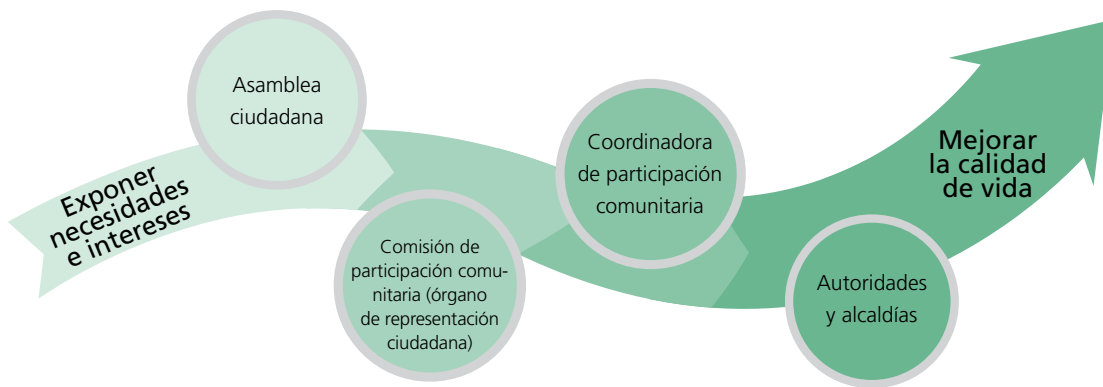 Exponer
necesidades
e intereses
Asamblea
ciudadana
Comisión de
participación comu-
nitaria (órgano
de representación
ciudadana)
Coordinadora
de participación
comunitaria
Autoridades
y alcaldías
Mejorar
la calidad
de vida